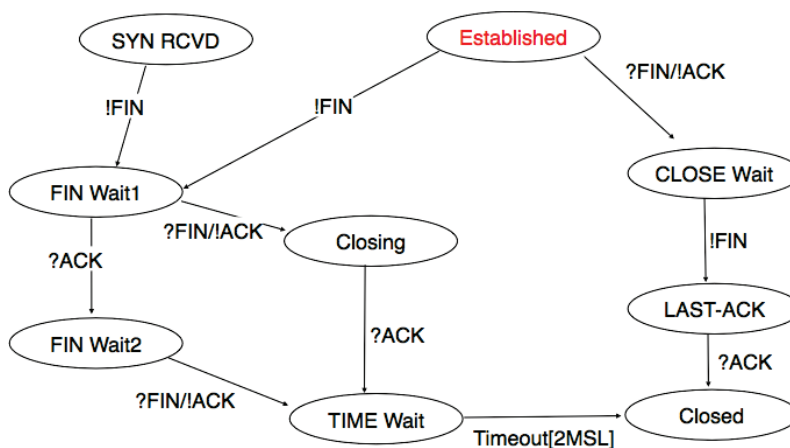 SYN RCVD
Established
?FIN/!ACK
!FIN
!FIN
FIN Wait1
CLOSE Wait
?FIN/!ACK
Closing
!FIN
?ACK
LAST-ACK
FIN Wait2
?ACK
?ACK
?FIN/!ACK
TIME Wait
Closed
Timeout[2MSL]